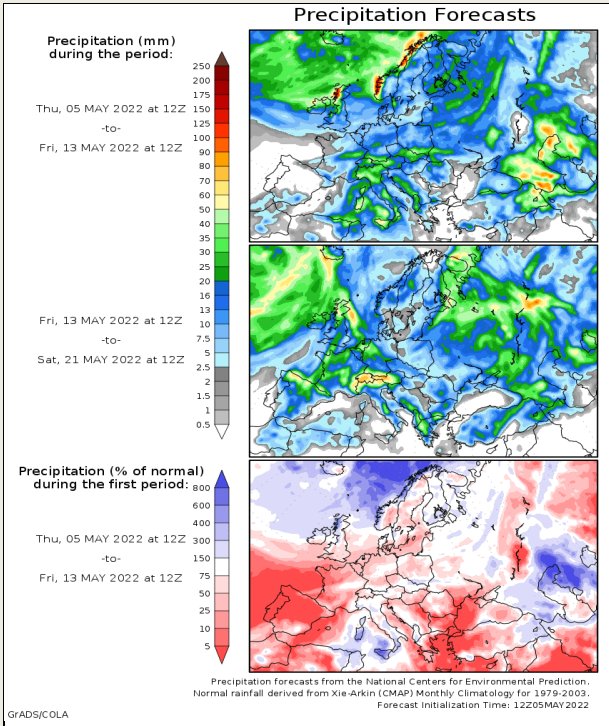 Precipitation Forecasts
Precipitation (mm)
during the period:
250
200
175
150
125
100
90
80
70
60
50
40
35
30
25
20
16
13
10
7.5
5
2.5
2
1.5
1
0.5
Thu, 05 MAY 2022 at 12Z
-to-
Fri, 13 MAY 2022 at 12Z
Fri, 13 MAY 2022 at 12Z
-to-
Sat, 21 MAY 2022 at 12Z
Precipitation (% of normal)
during the first period:
800
600
400
300
150
75
50
25
10
5
Thu, 05 MAY 2022 at 12Z
-to-
Fri, 13 MAY 2022 at 12Z
Precipitation forecasts from the National Centers for Environmental Prediction.
Normal rainfall derived from Xie-Arkin (CMAP) Monthly Climatology for 1979-2003.
Forecast Initialization Time: 12Z05MAY2022
GrADS/COLA